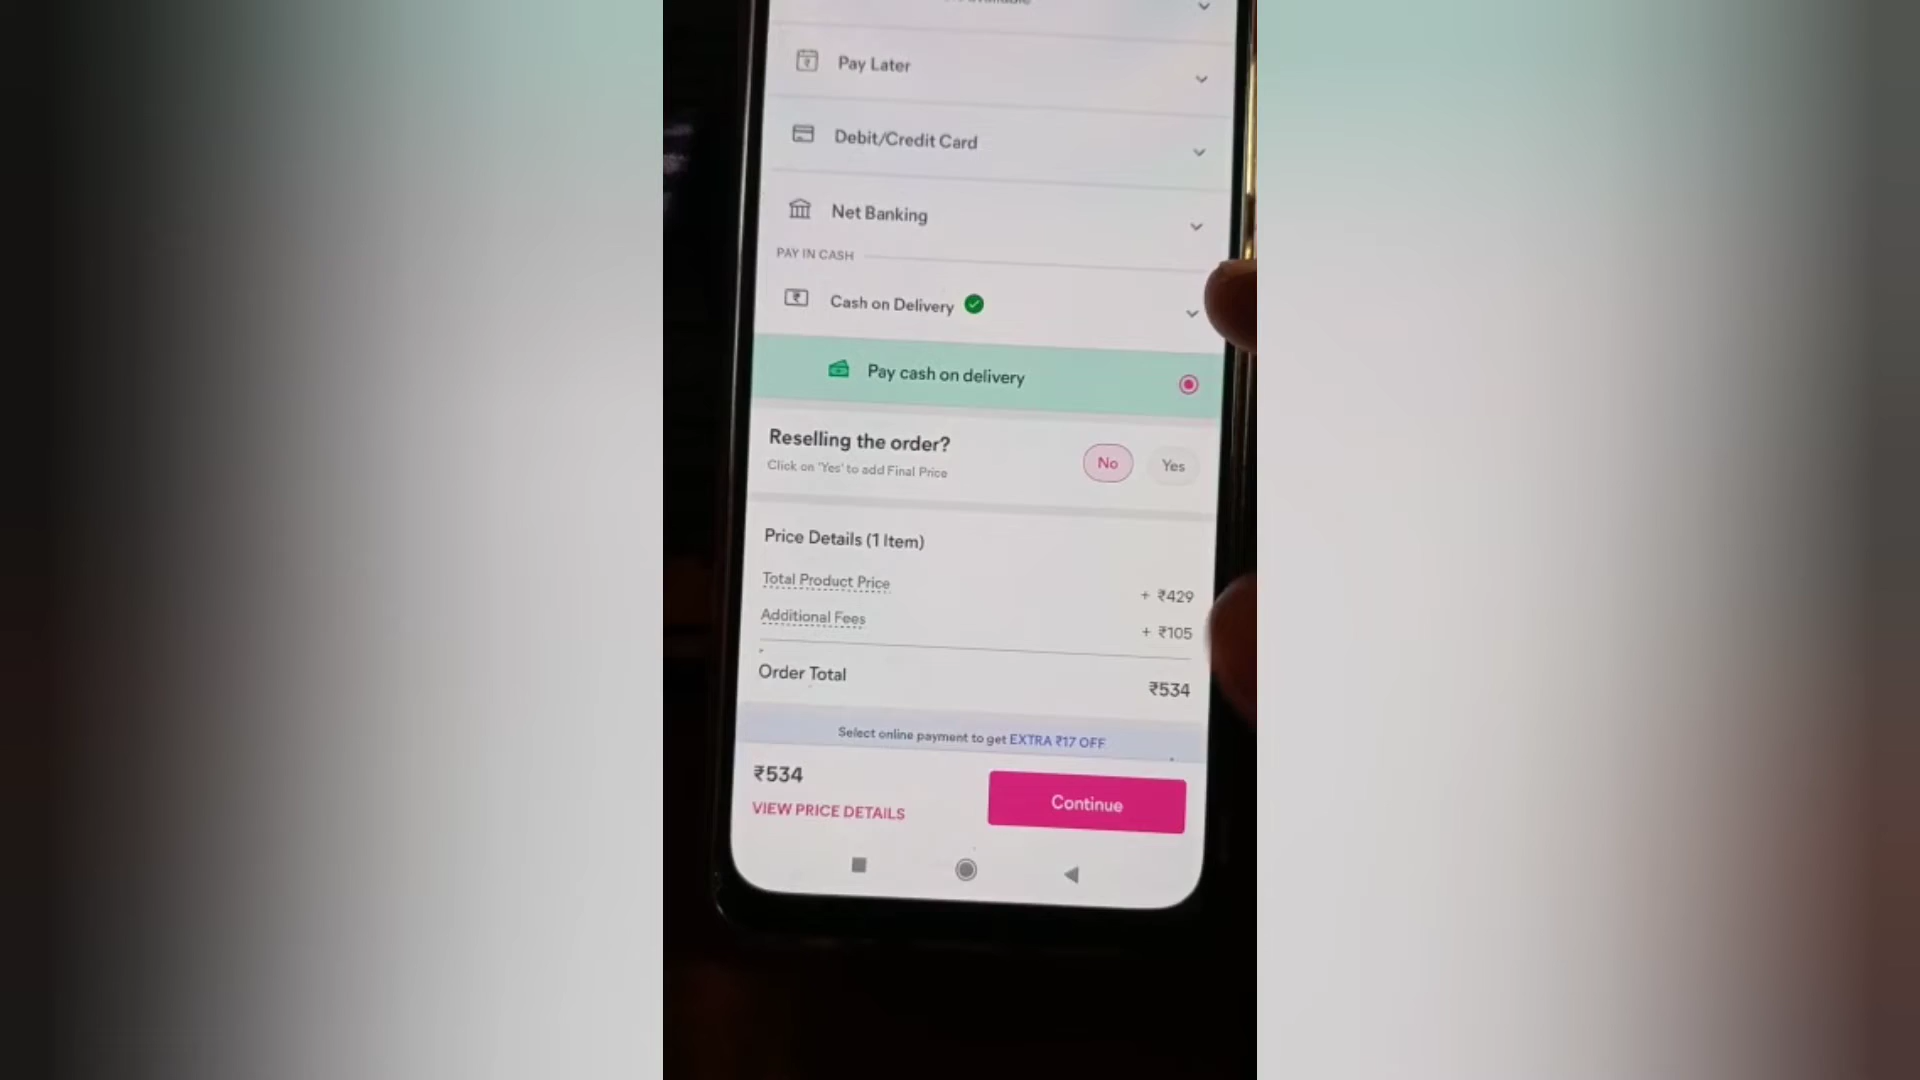 Pay Later
Debit/Credit Card
Net Banking
PAY IN CASH
Cash on Delivery
Pay cash on delivery
Reselling the order?
Click on 'Yes' to add Final Price
No
Yes
Price Details (1 Item)
Total Product Price
+ ₹429
Additional Fees
+ ₹105
Order Total
₹534
Select online payment to get EXTRA ₹17 OFF
₹534
VIEW PRICE DETAILS
Continue